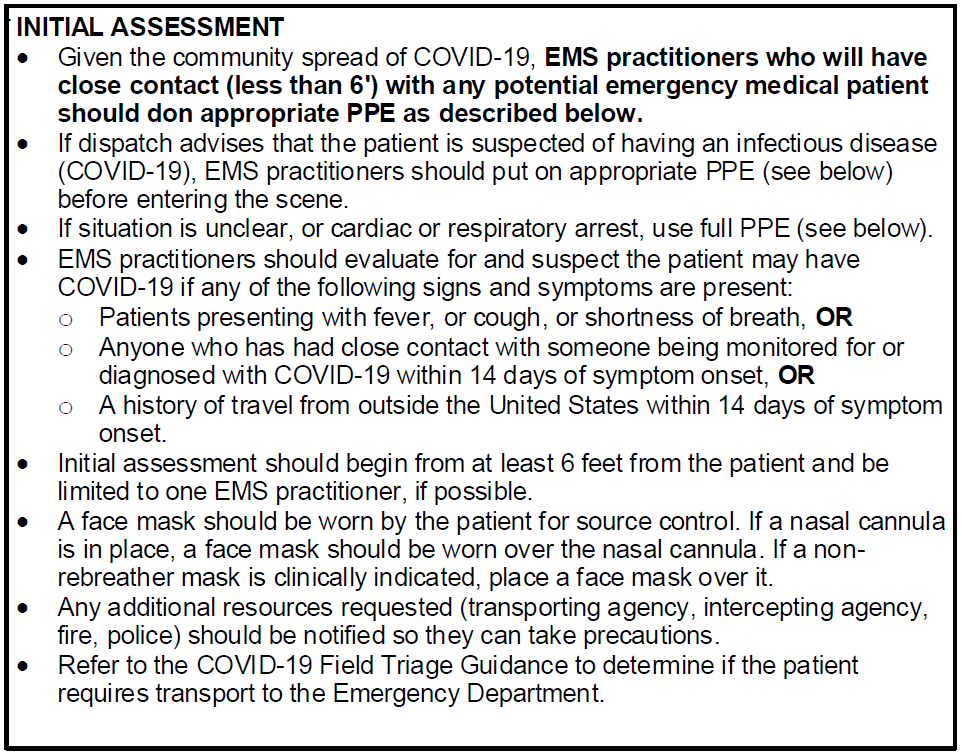 INITIAL ASSESSMENT
• Given the community spread of COVID-19, EMS practitioners who will have
close contact (less than 6') with any potential emergency medical patient
should don appropriate PPE as described below.
• If dispatch advises that the patient is suspected of having an infectious disease
(COVID-19), EMS practitioners should put on appropriate PPE (see below)
before entering the scene.
• If situation is unclear, or cardiac or respiratory arrest, use full PPE (see below).
• EMS practitioners should evaluate for and suspect the patient may have
COVID-19 if any of the following signs and symptoms are present:
o Patients presenting with fever, or cough, or shortness of breath, OR
o Anyone who has had close contact with someone being monitored for or
diagnosed with COVID-19 within 14 days of symptom onset, OR
o A history of travel from outside the United States within 14 days of symptom
onset.
• Initial assessment should begin from at least 6 feet from the patient and be
limited to one EMS practitioner, if possible.
• A face mask should be worn by the patient for source control. If a nasal cannula
is in place, a face mask should be worn over the nasal cannula. If a non-
rebreather mask is clinically indicated, place a face mask over it.
• Any additional resources requested (transporting agency, intercepting agency,
fire, police) should be notified so they can take precautions.
• Refer to the COVID-19 Field Triage Guidance to determine if the patient
requires transport to the Emergency Department.